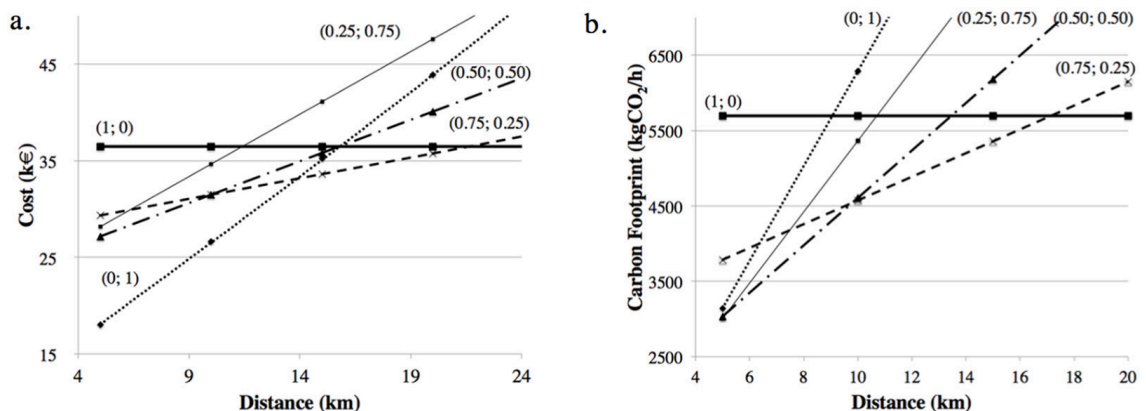 a.
(0.25; 0.75)
45
(0.50; 0.50)
(1; 0)
(0.75; 0.25)
35
Cost (k€)
25
(0; 1)
15
4 9 14 19 24
Distance (km)
b.
(0; 1)
(0.25; 0.75)
(0.50; 0.50)
6500
(0.75; 0.25)
(1; 0)
5500
Carbon Footprint (kgCO₂/h)
4500
3500
2500
4 6 8 10 12 14 16 18 20
Distance (km)